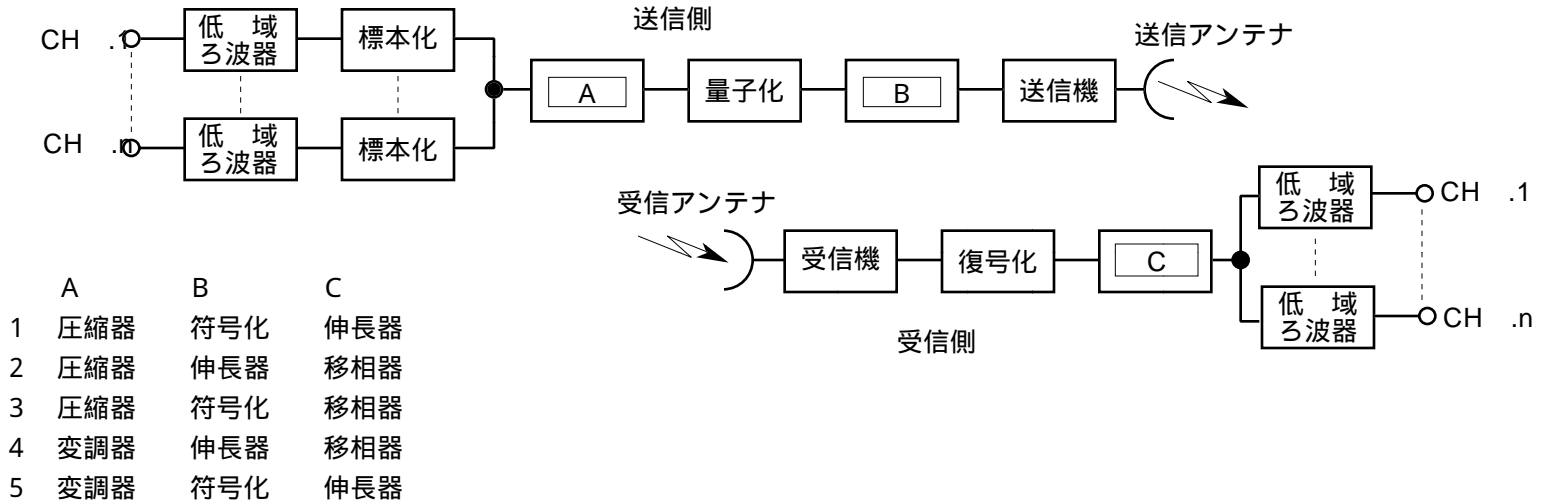 送信側
CH .1
低 域
ろ波器
標本化
送信アンテナ
A
量子化
B
送信機
CH .n
低 域
ろ波器
標本化
受信アンテナ
低 域
ろ波器
CH .1
受信機
復号化
C
低 域
ろ波器
CH .n
受信側
A B C
1 圧縮器 符号化 伸長器
2 圧縮器 伸長器 移相器
3 圧縮器 符号化 移相器
4 変調器 伸長器 移相器
5 変調器 符号化 伸長器